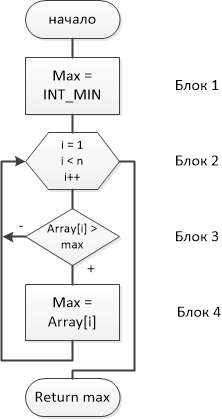 начало
Max =
INT_MIN
Блок 1
i = 1
i < n
i++
Блок 2
Array[i] >
max
Блок 3
-
+
Max =
Array[i]
Блок 4
Return max